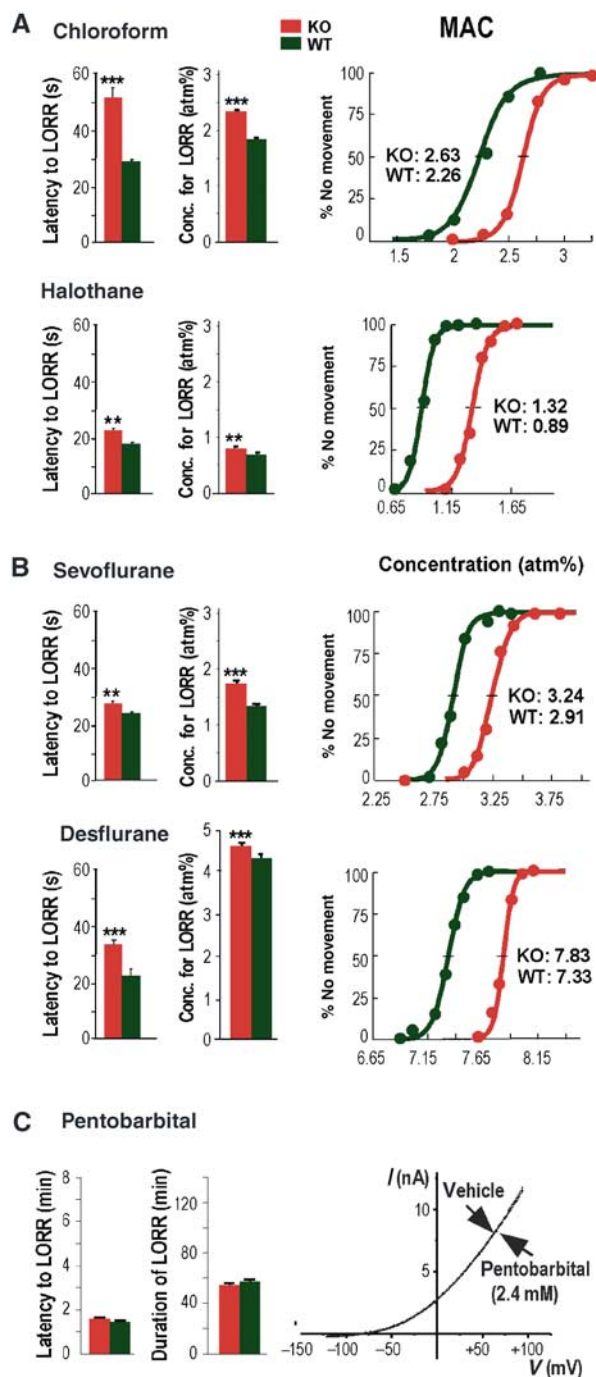 A Chloroform
KO
WT
MAC
Latency to LORR (s)
60
40
20
0
***
Conc. for LORR (atm%)
3
2
1
0
***
% No movement
100
75
50
25
0
KO: 2.63
WT: 2.26
1.5 2 2.5 3
Halothane
Latency to LORR (s)
60
40
20
0
**
Conc. for LORR (atm%)
3
2
1
0
**
% No movement
100
75
50
25
0
KO: 1.32
WT: 0.89
0.65 1.15 1.65
Concentration (atm%)
B Sevoflurane
Latency to LORR (s)
60
40
20
0
**
Conc. for LORR (atm%)
3
2
1
0
***
% No movement
100
75
50
25
0
KO: 3.24
WT: 2.91
2.25 2.75 3.25 3.75
Desflurane
Latency to LORR (s)
60
40
20
0
***
Conc. for LORR (atm%)
5
4
3
2
1
0
***
% No movement
100
75
50
25
0
KO: 7.83
WT: 7.33
6.65 7.15 7.65 8.15
C Pentobarbital
Latency to LORR (min)
8
6
4
2
0
Duration of LORR (min)
120
80
40
0
I (nA)
Vehicle
10
5
Pentobarbital
(2.4 mM)
−150 −100 −50 +50 +100
V (mV)